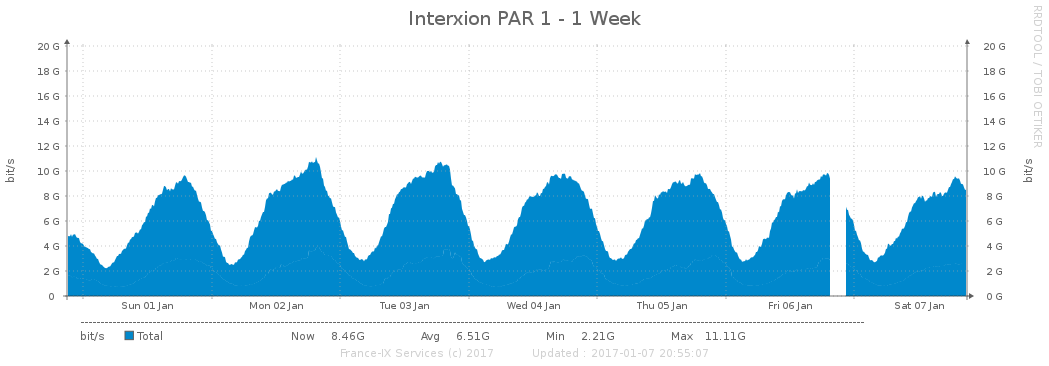 Interxion PAR 1 - 1 Week
RRDTOOL / TOBI OETIKER
20 G 20 G
18 G 18 G
16 G 16 G
14 G 14 G
12 G 12 G
10 G 10 G
8 G 8 G
6 G 6 G
4 G 4 G
2 G 2 G
0 0 G
bit/s
bit/s
Sun 01 Jan Mon 02 Jan Tue 03 Jan Wed 04 Jan Thu 05 Jan Fri 06 Jan Sat 07 Jan
bit/s Total Now 8.46G Avg 6.51G Min 2.21G Max 11.11G
France-IX Services (c) 2017 Updated : 2017-01-07 20:55:07